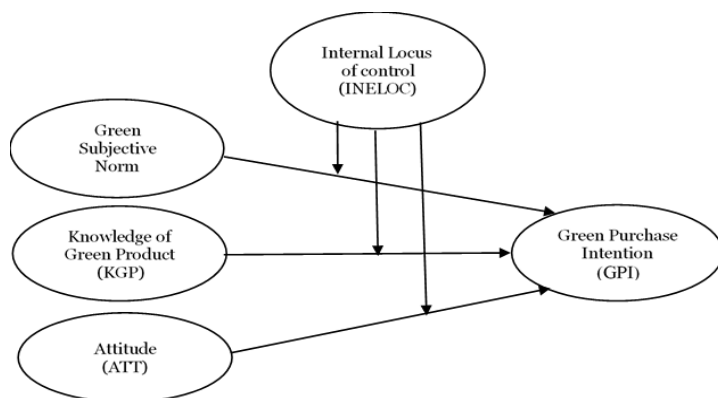 Internal Locus
of control
(INELOC)
Green
Subjective
Norm
Knowledge of
Green Product
(KGP)
Green Purchase
Intention
(GPI)
Attitude
(ATT)